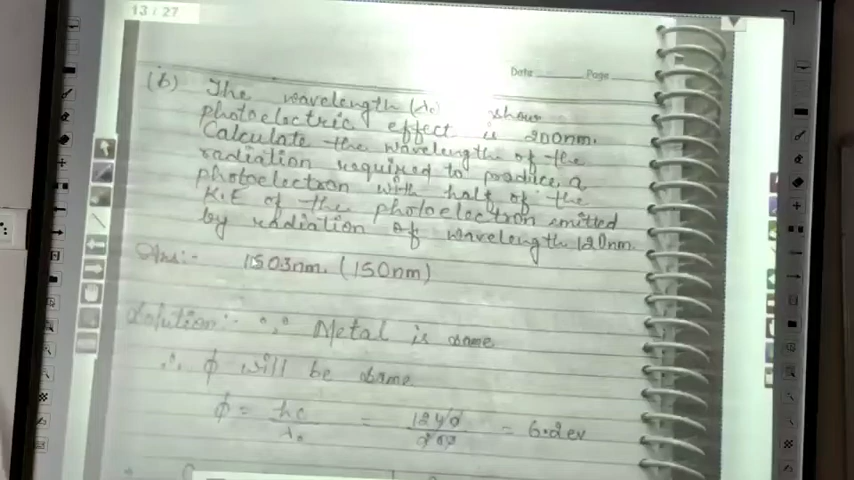 13 / 27
Date Page
(b) The wavelength (λ₀) show
photoelectric effect is 200nm.
Calculate the wavelength of the
radiation required to produce a
photoelectron with half of the
K.E of the photoelectron emitted
by radiation of wavelength 120nm.
Ans:- 1503nm. (150nm)
Solution:- ∵ Metal is same
∴ ϕ will be same
ϕ = hc/λ₀ = 1240/200 = 6.2ev